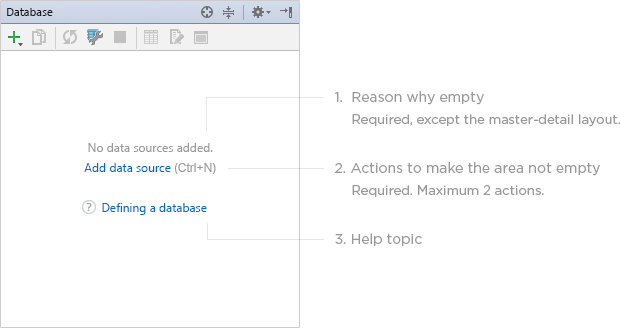 Database
1. Reason why empty
Required, except the master-detail layout.
No data sources added.
Add data source (Ctrl+N)
2. Actions to make the area not empty
Required. Maximum 2 actions.
? Defining a database
3. Help topic